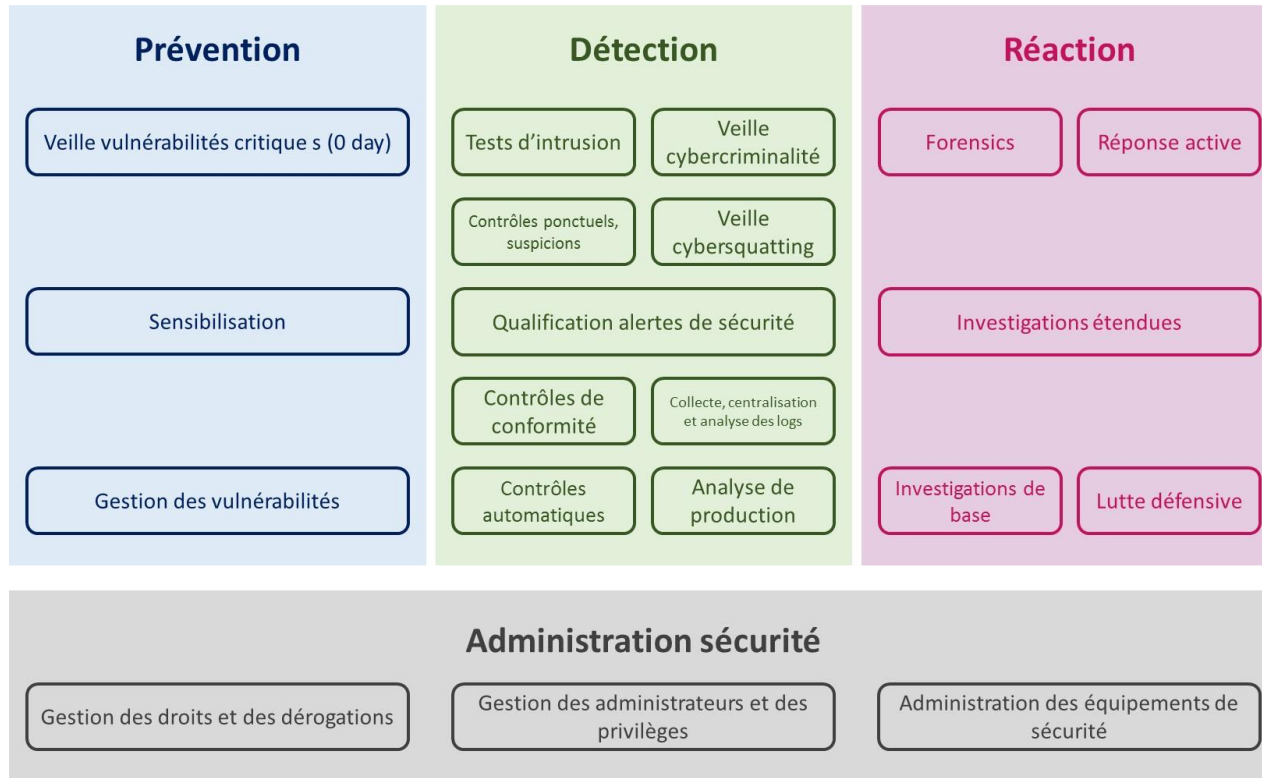 Prévention
Veille vulnérabilités critique s (0 day)
Sensibilisation
Gestion des vulnérabilités
Détection
Tests d’intrusion
Veille
cybercriminalité
Contrôles ponctuels,
suspicions
Veille
cybersquatting
Qualification alertes de sécurité
Contrôles de
conformité
Collecte, centralisation
et analyse des logs
Contrôles
automatiques
Analyse de
production
Réaction
Forensics
Réponse active
Investigations étendues
Investigations de
base
Lutte défensive
Administration sécurité
Gestion des droits et des dérogations
Gestion des administrateurs et des
privilèges
Administration des équipements de
sécurité